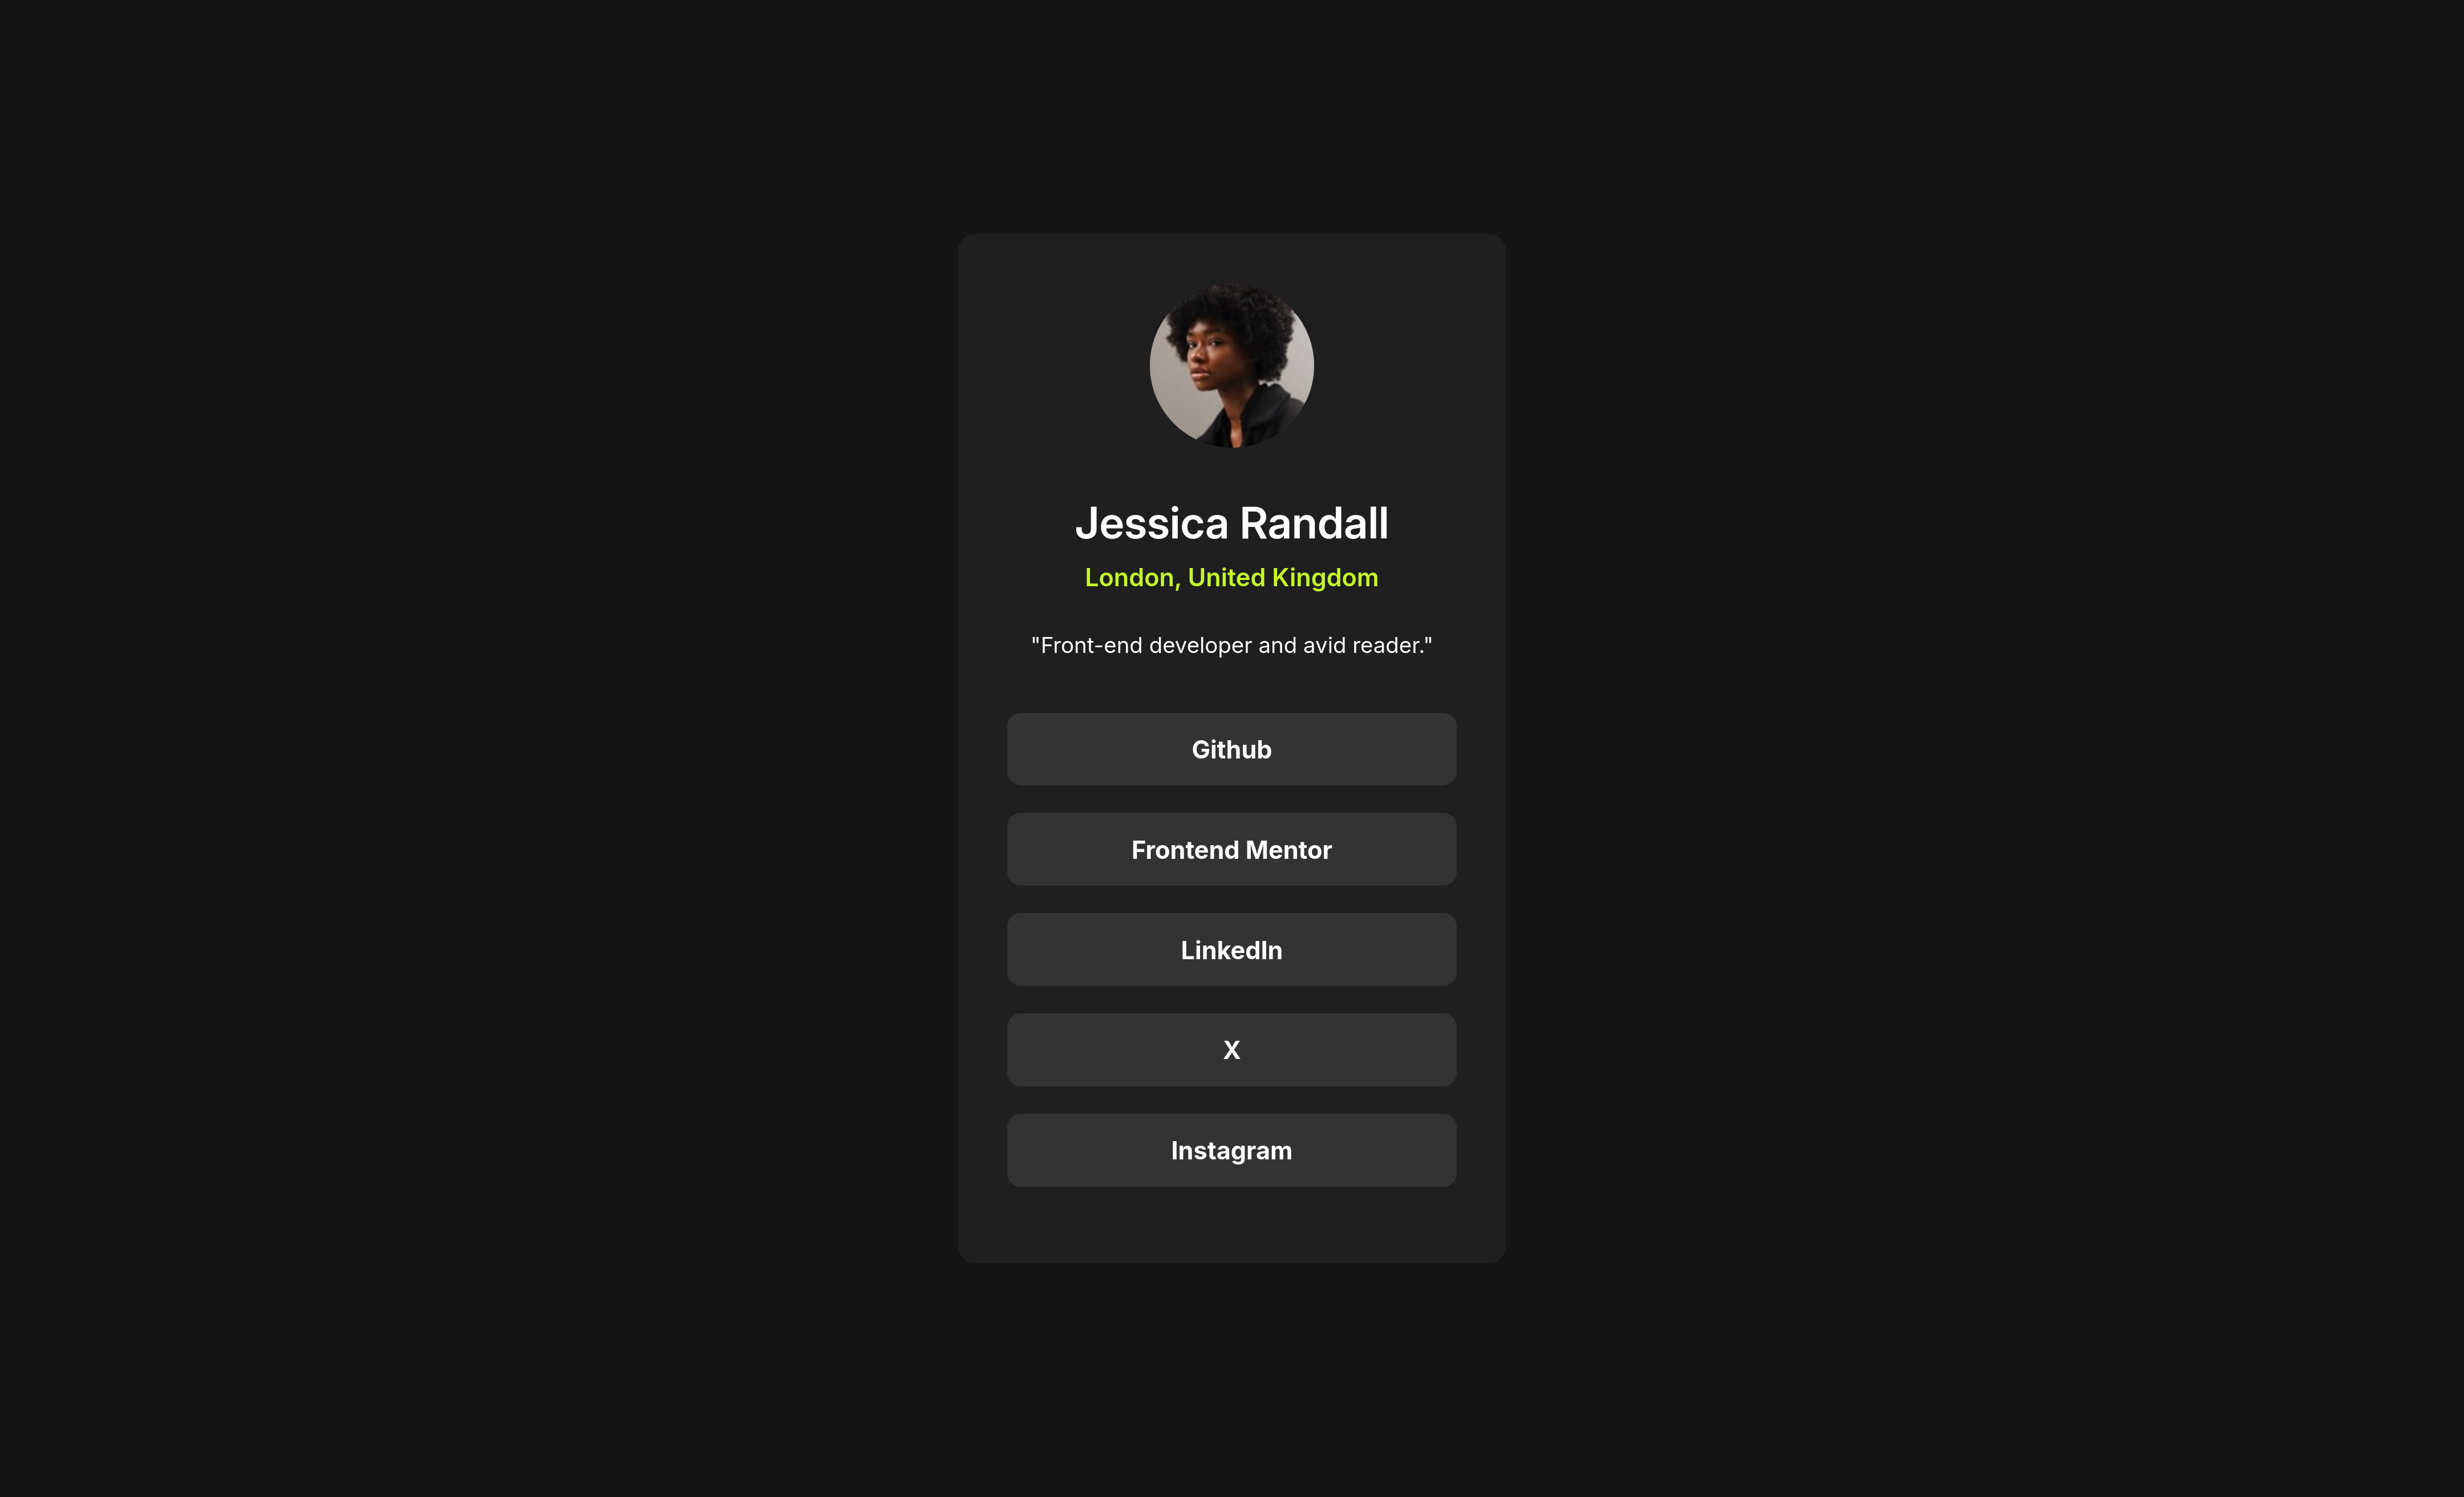 Jessica Randall
London, United Kingdom
"Front-end developer and avid reader."
Github
Frontend Mentor
LinkedIn
X
Instagram